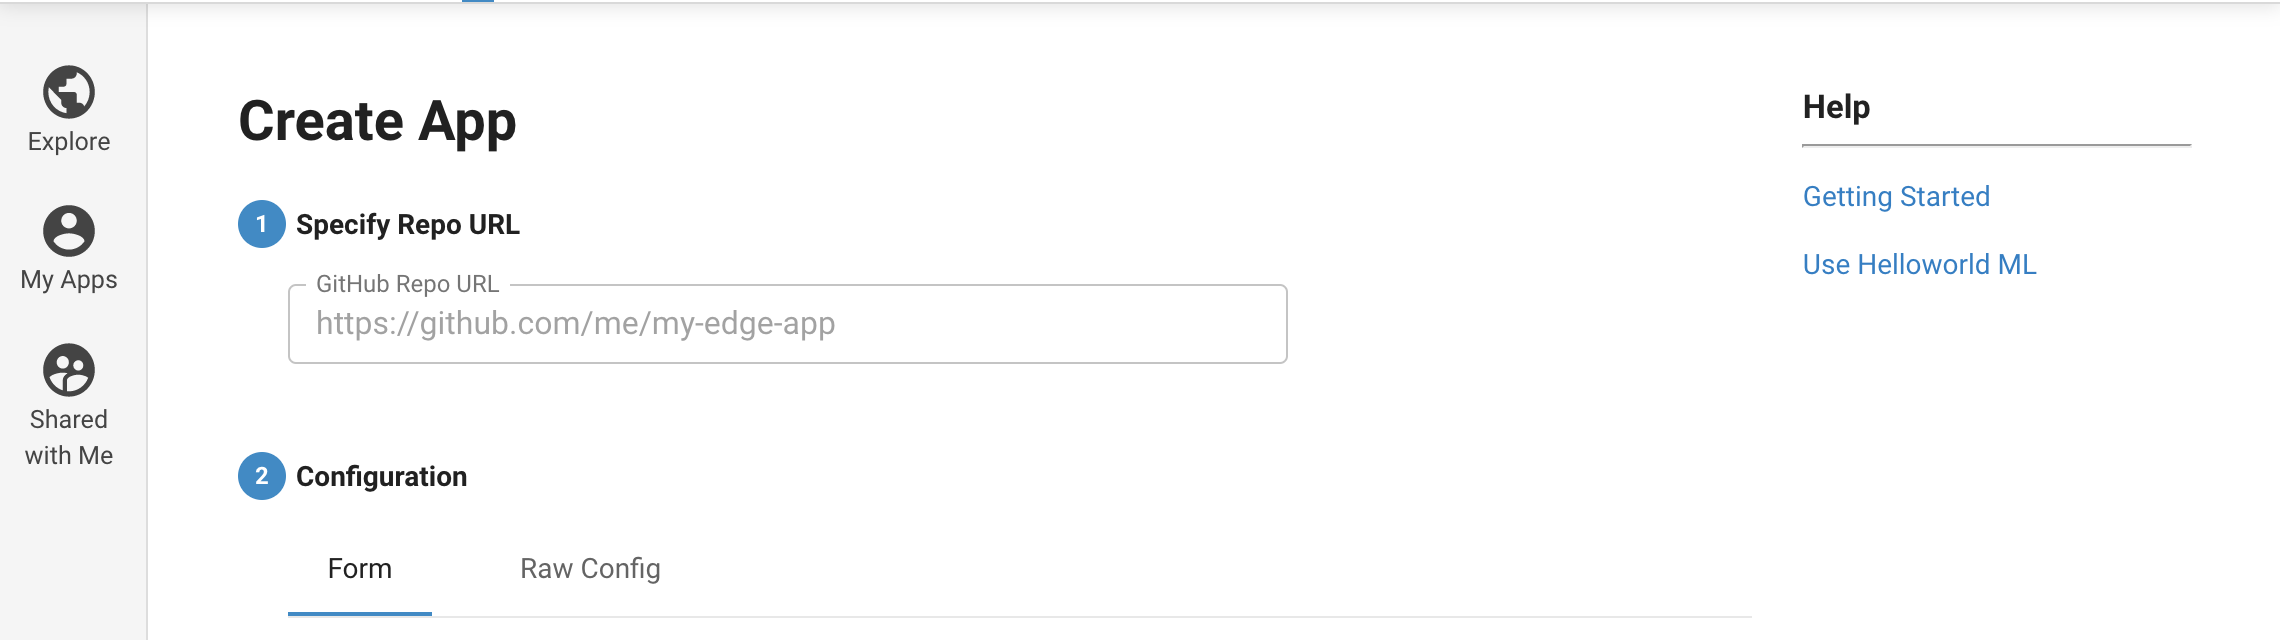 Explore
My Apps
Shared
with Me
Create App
1 Specify Repo URL
GitHub Repo URL
https://github.com/me/my-edge-app
2 Configuration
Form Raw Config
Help
Getting Started
Use Helloworld ML